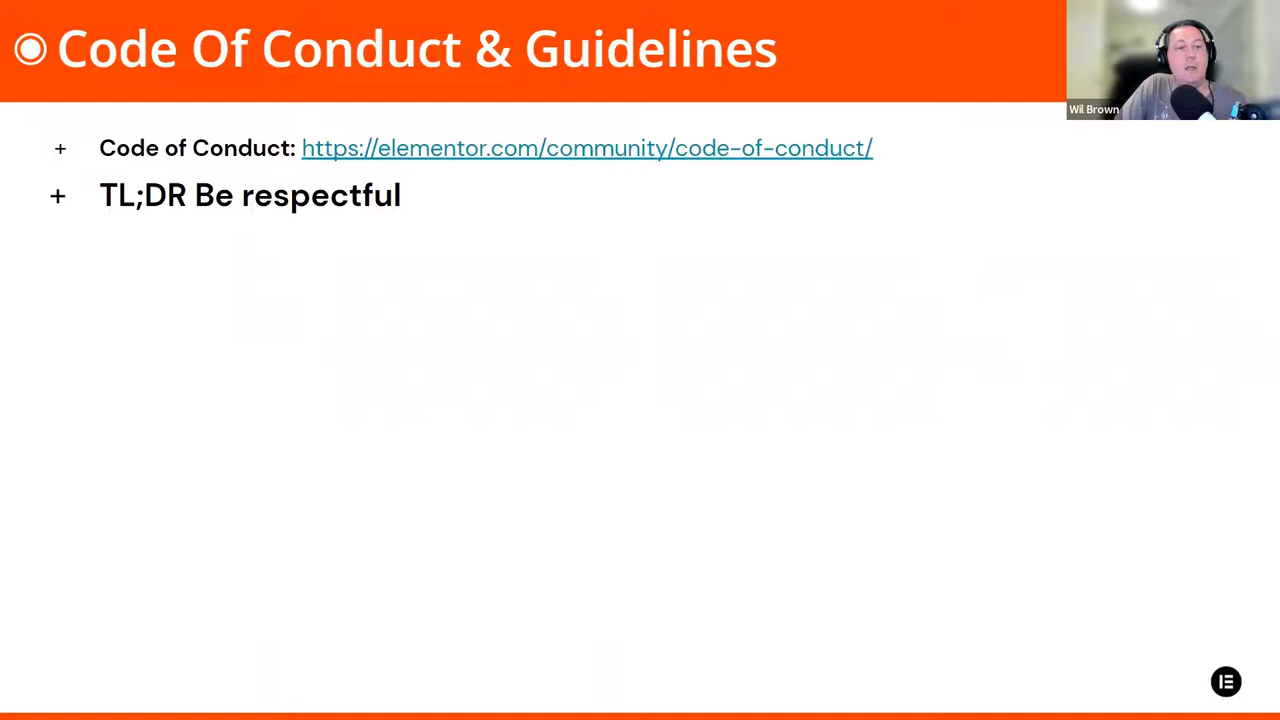 Code Of Conduct & Guidelines
Wil Brown
+ Code of Conduct: https://elementor.com/community/code-of-conduct/
+ TL;DR Be respectful